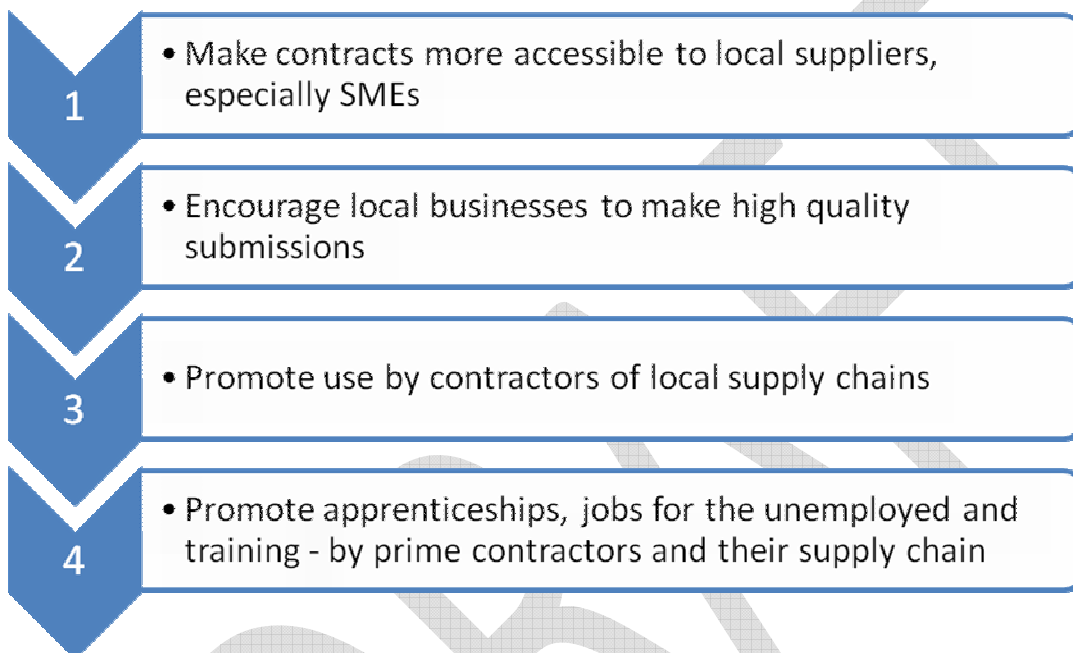 1
• Make contracts more accessible to local suppliers,
especially SMEs
2
• Encourage local businesses to make high quality
submissions
3
• Promote use by contractors of local supply chains
4
• Promote apprenticeships, jobs for the unemployed and
training - by prime contractors and their supply chain